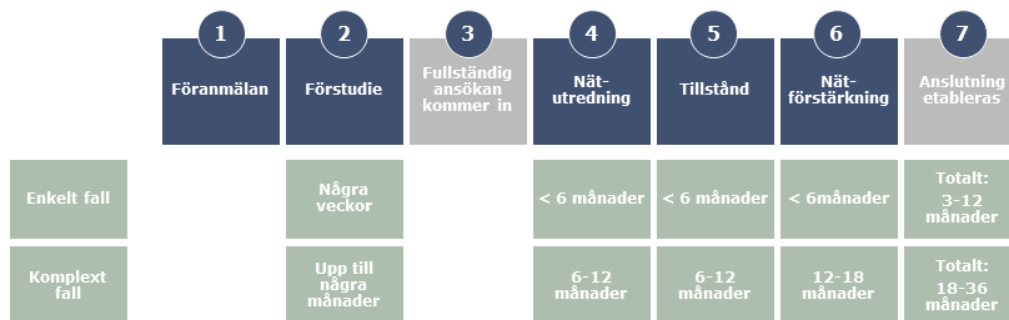 1
Föranmälan
2
Förstudie
3
Fullständig
ansökan
kommer in
4
Nät-
utredning
5
Tillstånd
6
Nät-
förstärkning
7
Anslutning
etableras
Enkelt fall
Några
veckor
< 6 månader
< 6 månader
< 6månader
Totalt:
3-12
månader
Komplext
fall
Upp till
några
månader
6-12
månader
6-12
månader
12-18
månader
Totalt:
18-36
månader